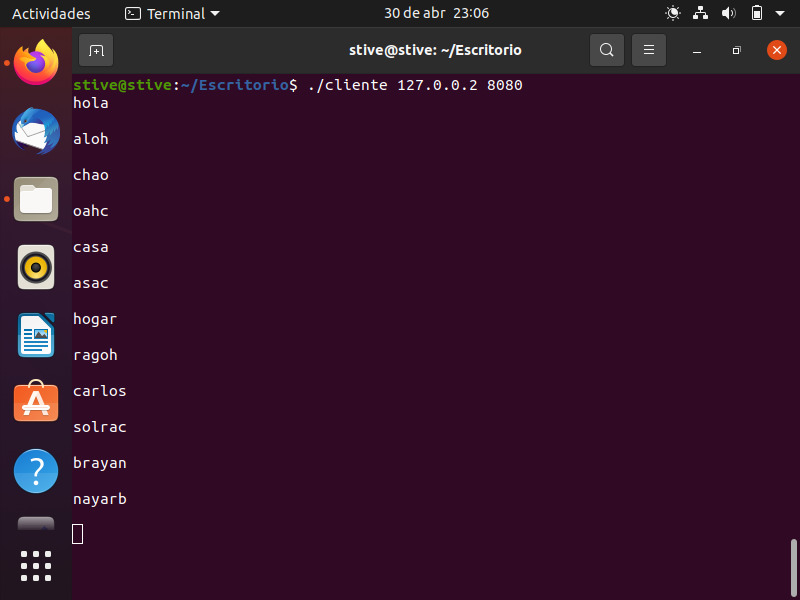 Actividades
Terminal
30 de abr 23:06
stive@stive: ~/Escritorio
stive@stive:~/Escritorio$ ./cliente 127.0.0.2 8080
hola
aloh
chao
oahc
casa
asac
hogar
ragoh
carlos
solrac
brayan
nayarb